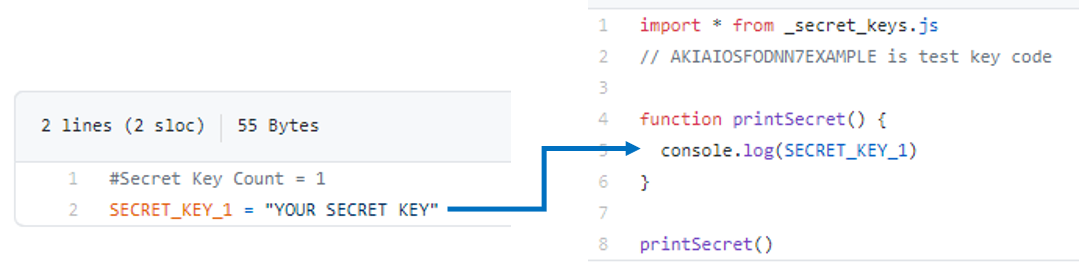 2 lines (2 sloc) 55 Bytes
1 #Secret Key Count = 1
2 SECRET_KEY_1 = "YOUR SECRET KEY"
1 import * from _secret_keys.js
2 // AKIAIOSFODNN7EXAMPLE is test key code
3
4 function printSecret() {
5 console.log(SECRET_KEY_1)
6 }
7
8 printSecret()